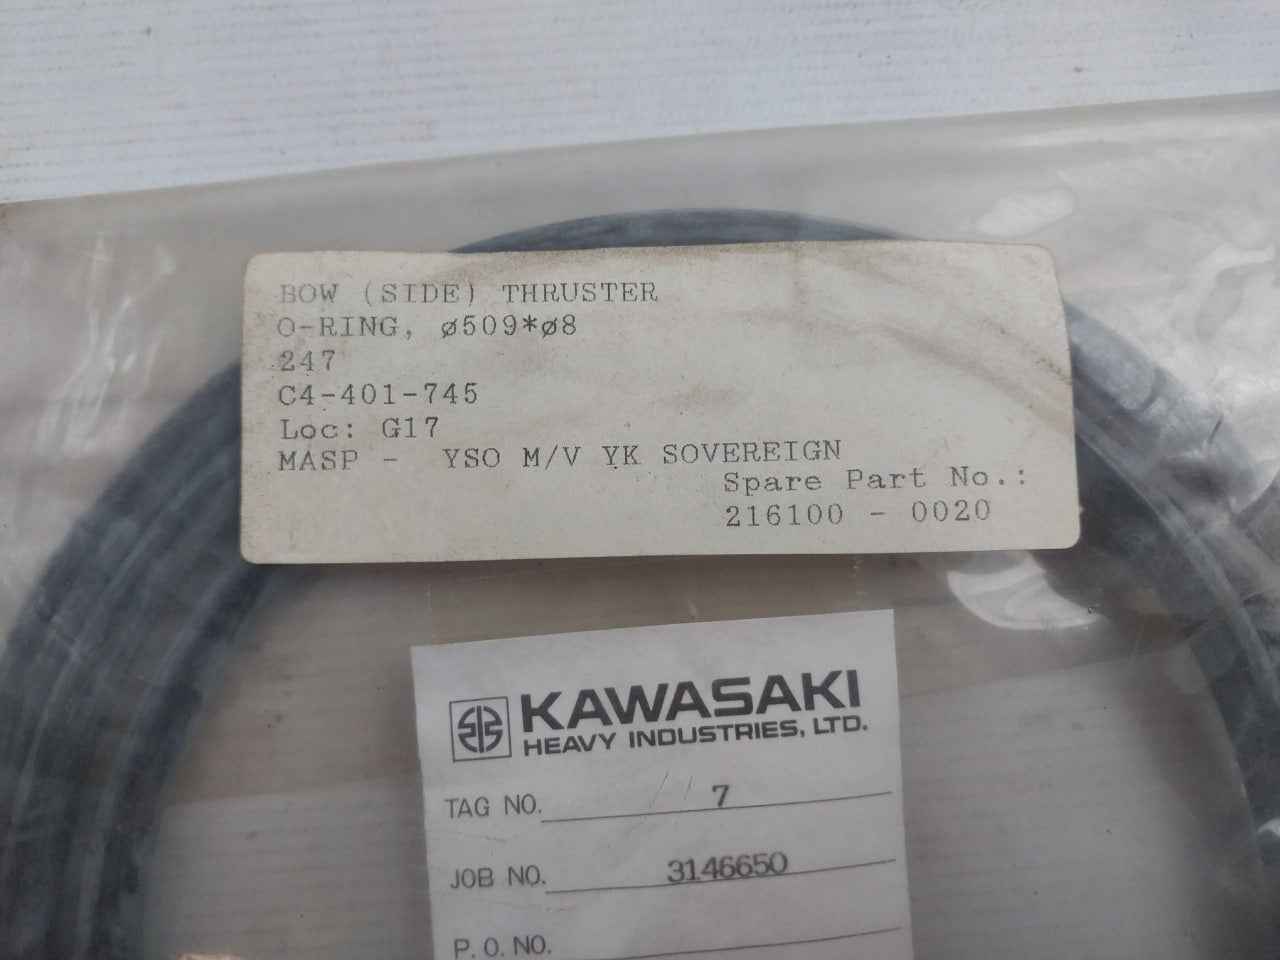 BOW (SIDE) THRUSTER
O-RING, ø509*ø8
247
C4-401-745
Loc: G17
MASP - YSO M/V YK SOVEREIGN
Spare Part No.:
216100 - 0020
KAWASAKI
HEAVY INDUSTRIES, LTD.
TAG NO. 7
JOB NO. 3146650
P.O. NO.